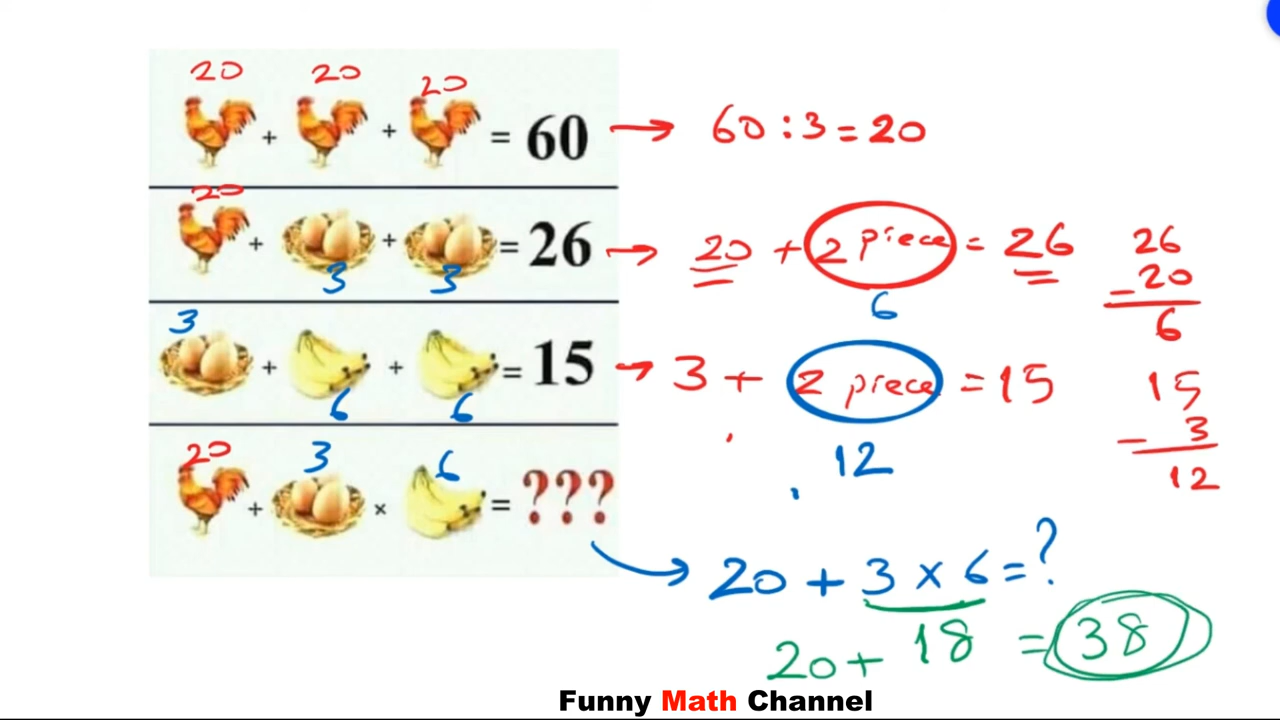 20 20 20
+ + = 60 → 60 : 3 = 20
20
+ + = 26 → 20 + 2 piece = 26
3 3
6
26
- 20
6
3
+ + = 15 → 3 + 2 piece = 15
6 6
12
15
- 3
12
20 3 6
+ × = ???
→ 20 + 3 × 6 = ?
20 + 18 = 38
Funny Math Channel